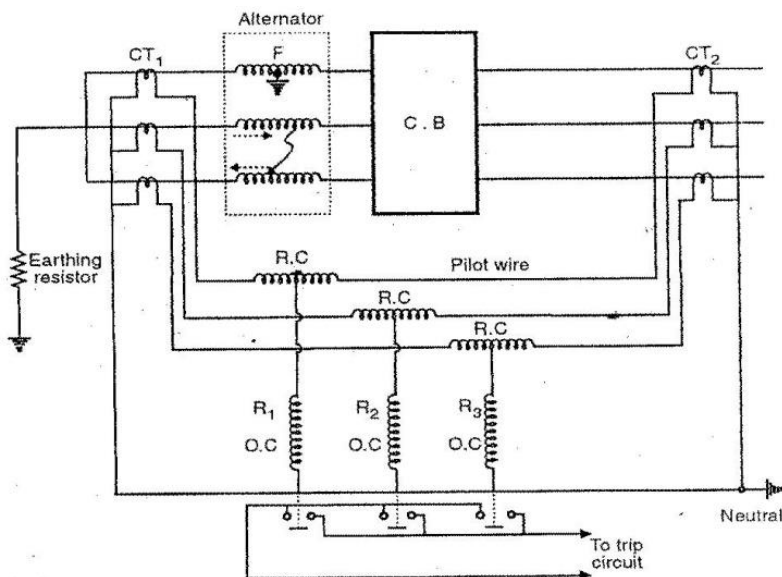 Alternator
CT1
F
CT2
C . B
Earthing
resistor
R.C
Pilot wire
R.C
R.C
R1
R2
R3
O.C
O.C
O.C
Neutral
To trip
circuit